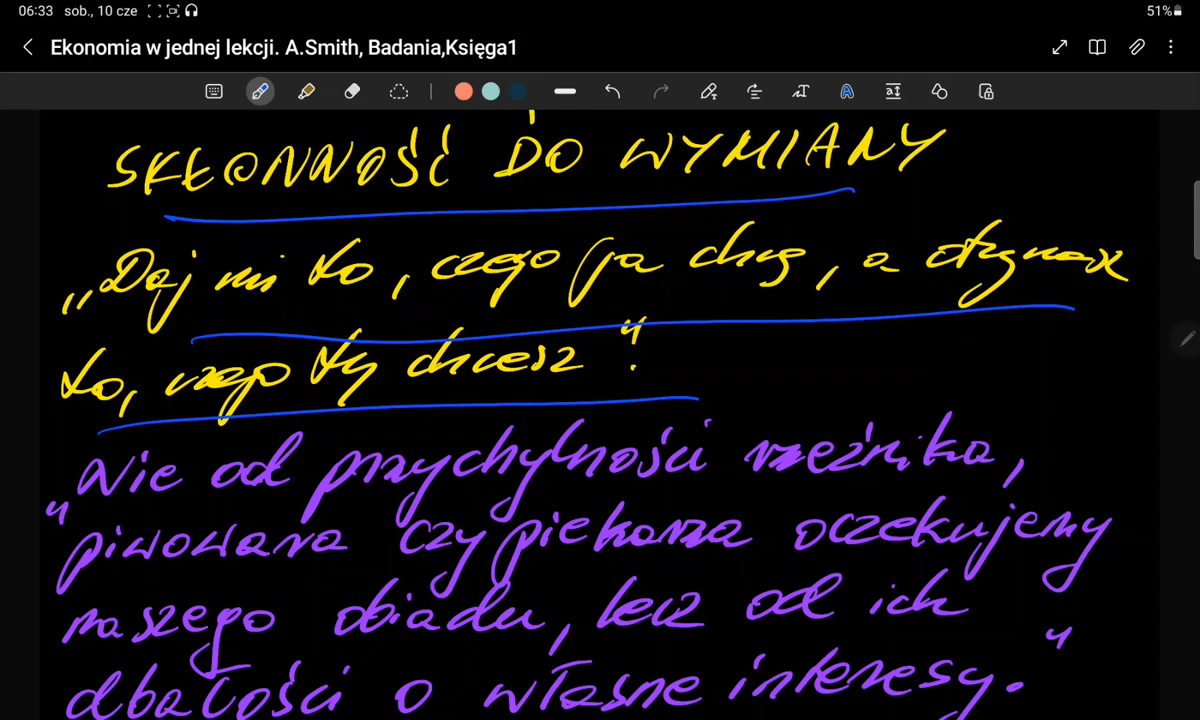 06:33 sob., 10 cze 51%
Ekonomia w jednej lekcji. A.Smith, Badania,Księga1
SKŁONNOŚĆ DO WYMIANY
„Daj mi to, czego ja chcę, a otrzymasz
to, czego ty chcesz".
"Nie od przychylności rzeźnika,
piwowara czy piekarza oczekujemy
naszego obiadu, lecz od ich
dbałości o własne interesy."